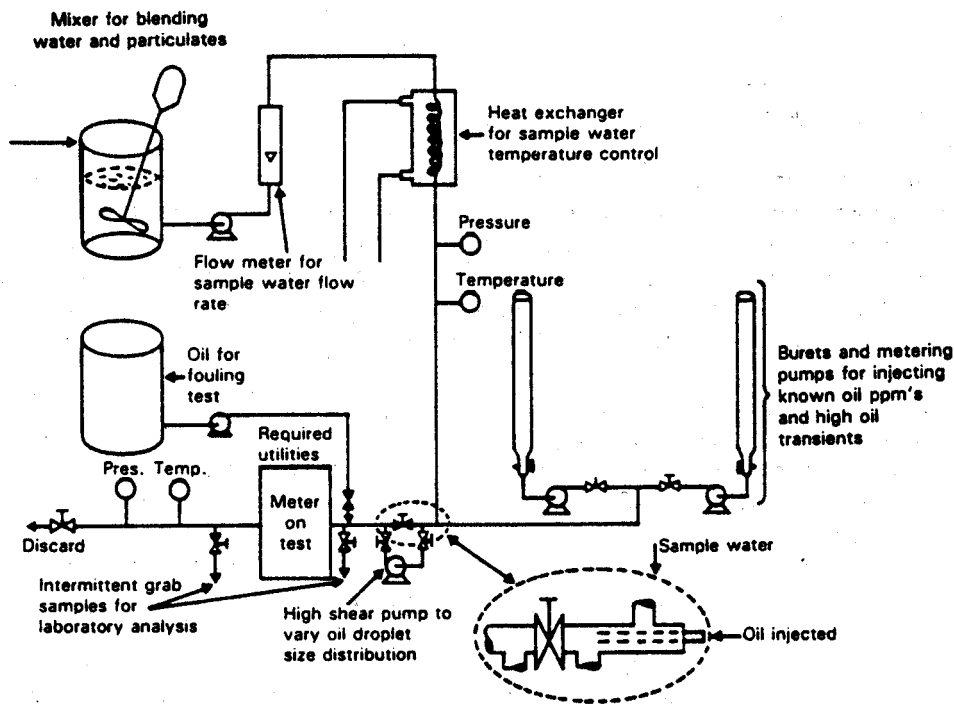 Mixer for blending
water and particulates
Heat exchanger
for sample water
temperature control
Pressure
Flow meter for
sample water flow
rate
Temperature
Oil for
fouling
test
Burets and metering
pumps for injecting
known oil ppm's
and high oil
transients
Required
utilities
Pres. Temp.
Meter
on
test
Discard
Sample water
Intermittent grab
samples for
laboratory analysis
High shear pump to
vary oil droplet
size distribution
Oil injected